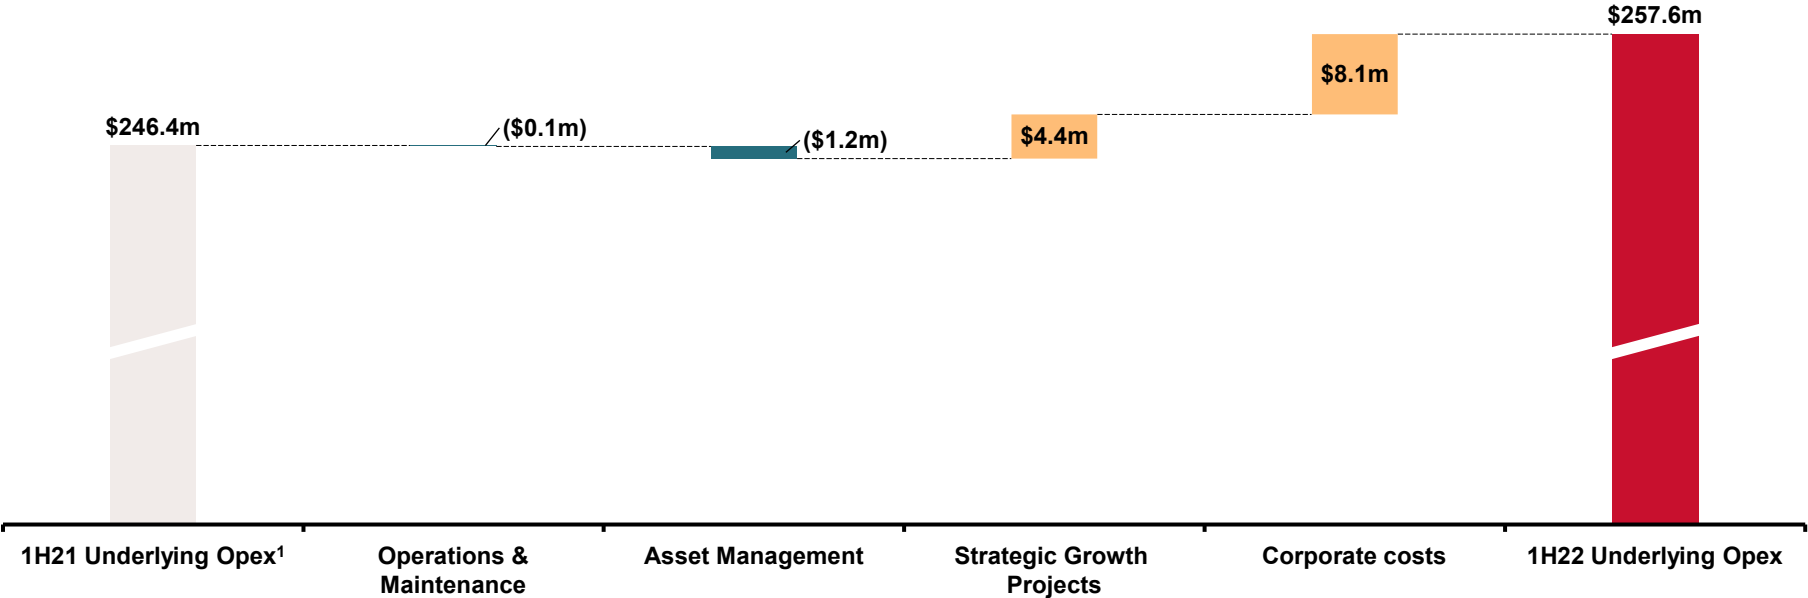 $257.6m
$8.1m
$246.4m
($0.1m)
($1.2m)
$4.4m
1H21 Underlying Opex¹
Operations &
Maintenance
Asset Management
Strategic Growth
Projects
Corporate costs
1H22 Underlying Opex